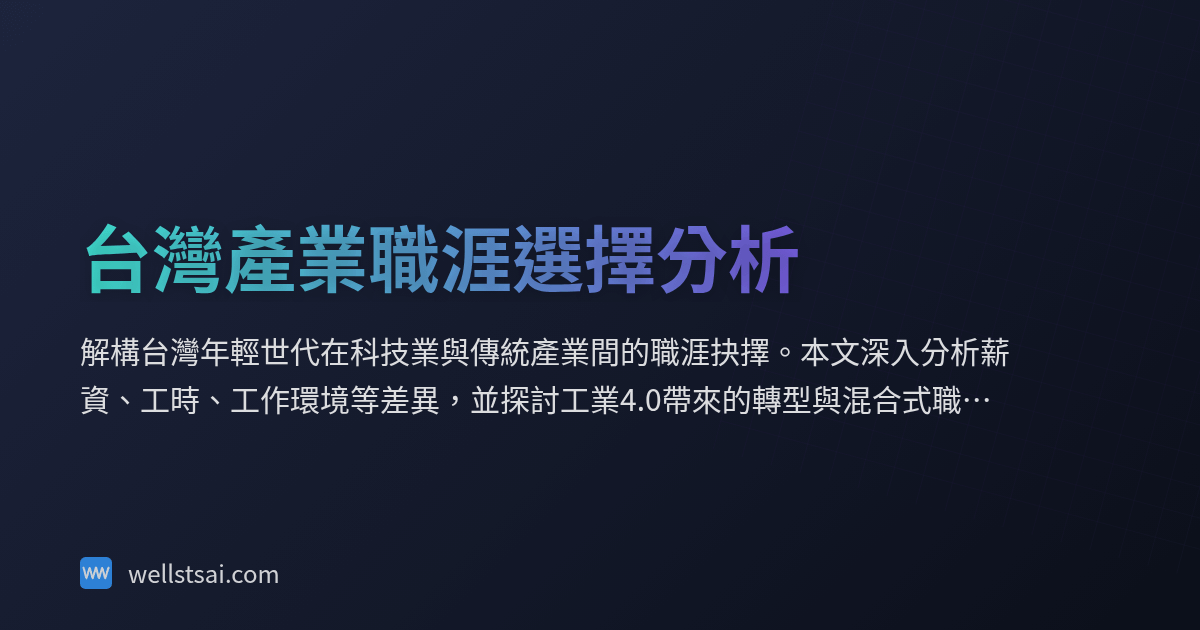 台灣產業職涯選擇分析
解構台灣年輕世代在科技業與傳統產業間的職涯抉擇。本文深入分析薪
資、工時、工作環境等差異，並探討工業4.0帶來的轉型與混合式職…
wellstsai.com